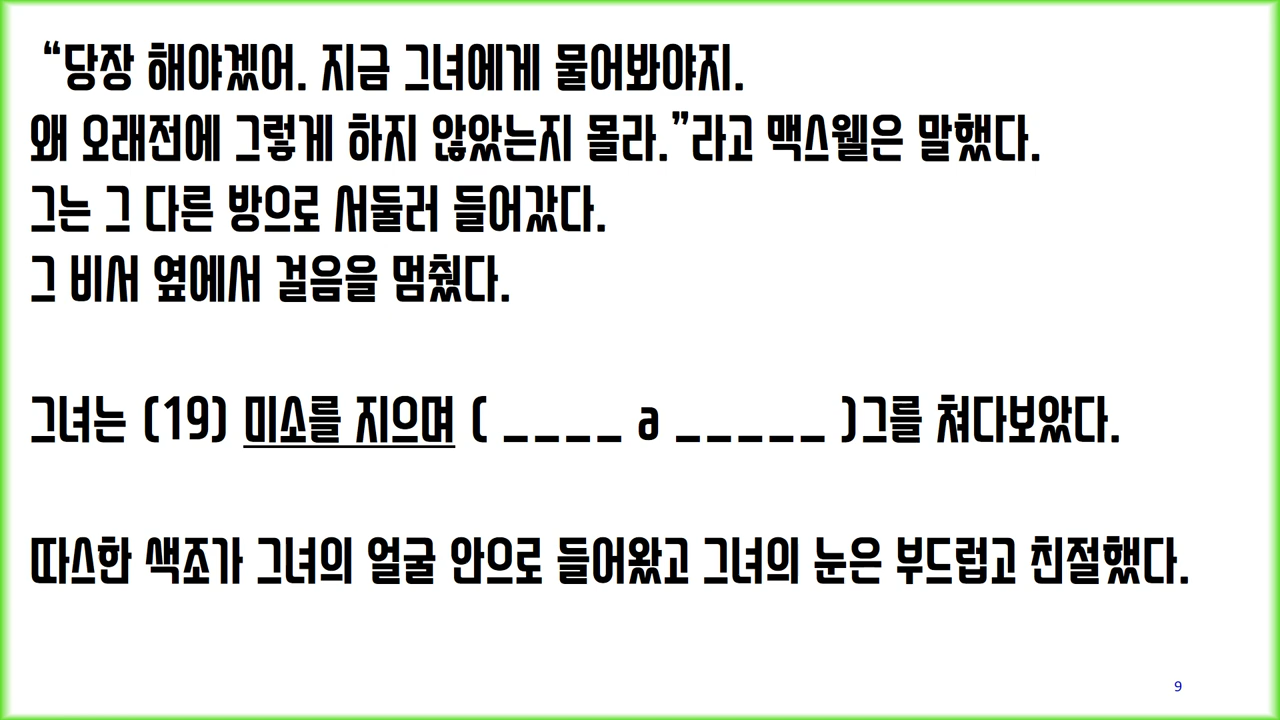 “당장 해야겠어. 지금 그녀에게 물어봐야지.
왜 오래전에 그렇게 하지 않았는지 몰라.”라고 맥스웰은 말했다.
그는 그 다른 방으로 서둘러 들어갔다.
그 비서 옆에서 걸음을 멈췄다.
그녀는 (19) 미소를 지으며 ( _ _ _ _ a _ _ _ _ _ )그를 쳐다보았다.
따스한 색조가 그녀의 얼굴 안으로 들어왔고 그녀의 눈은 부드럽고 친절했다.
9